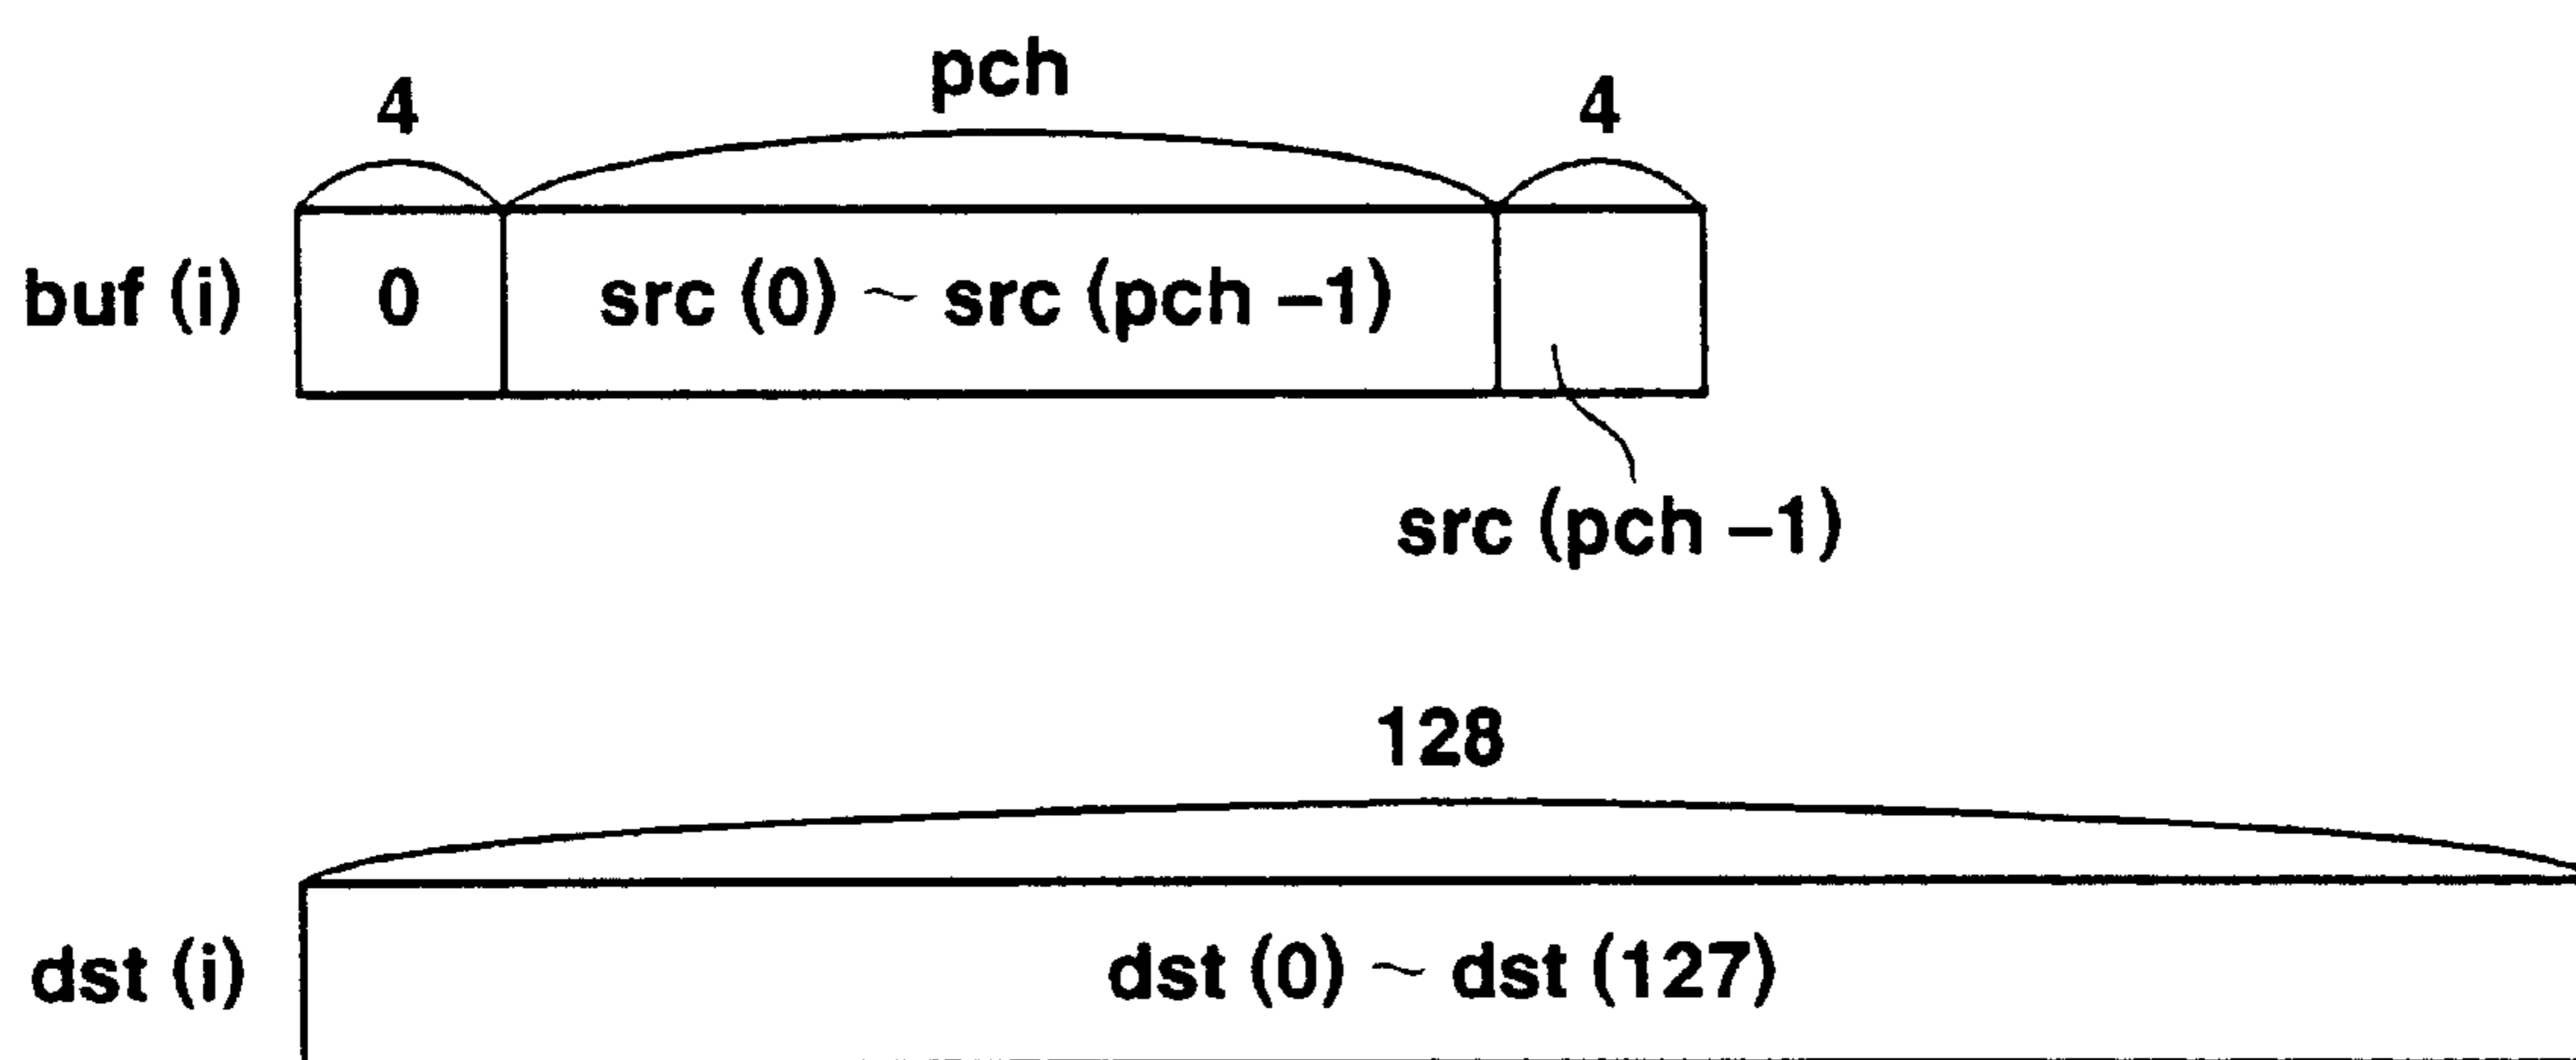 4 pch 4
buf (i) 0 src (0) ~ src (pch –1)
src (pch –1)
128
dst (i) dst (0) ~ dst (127)